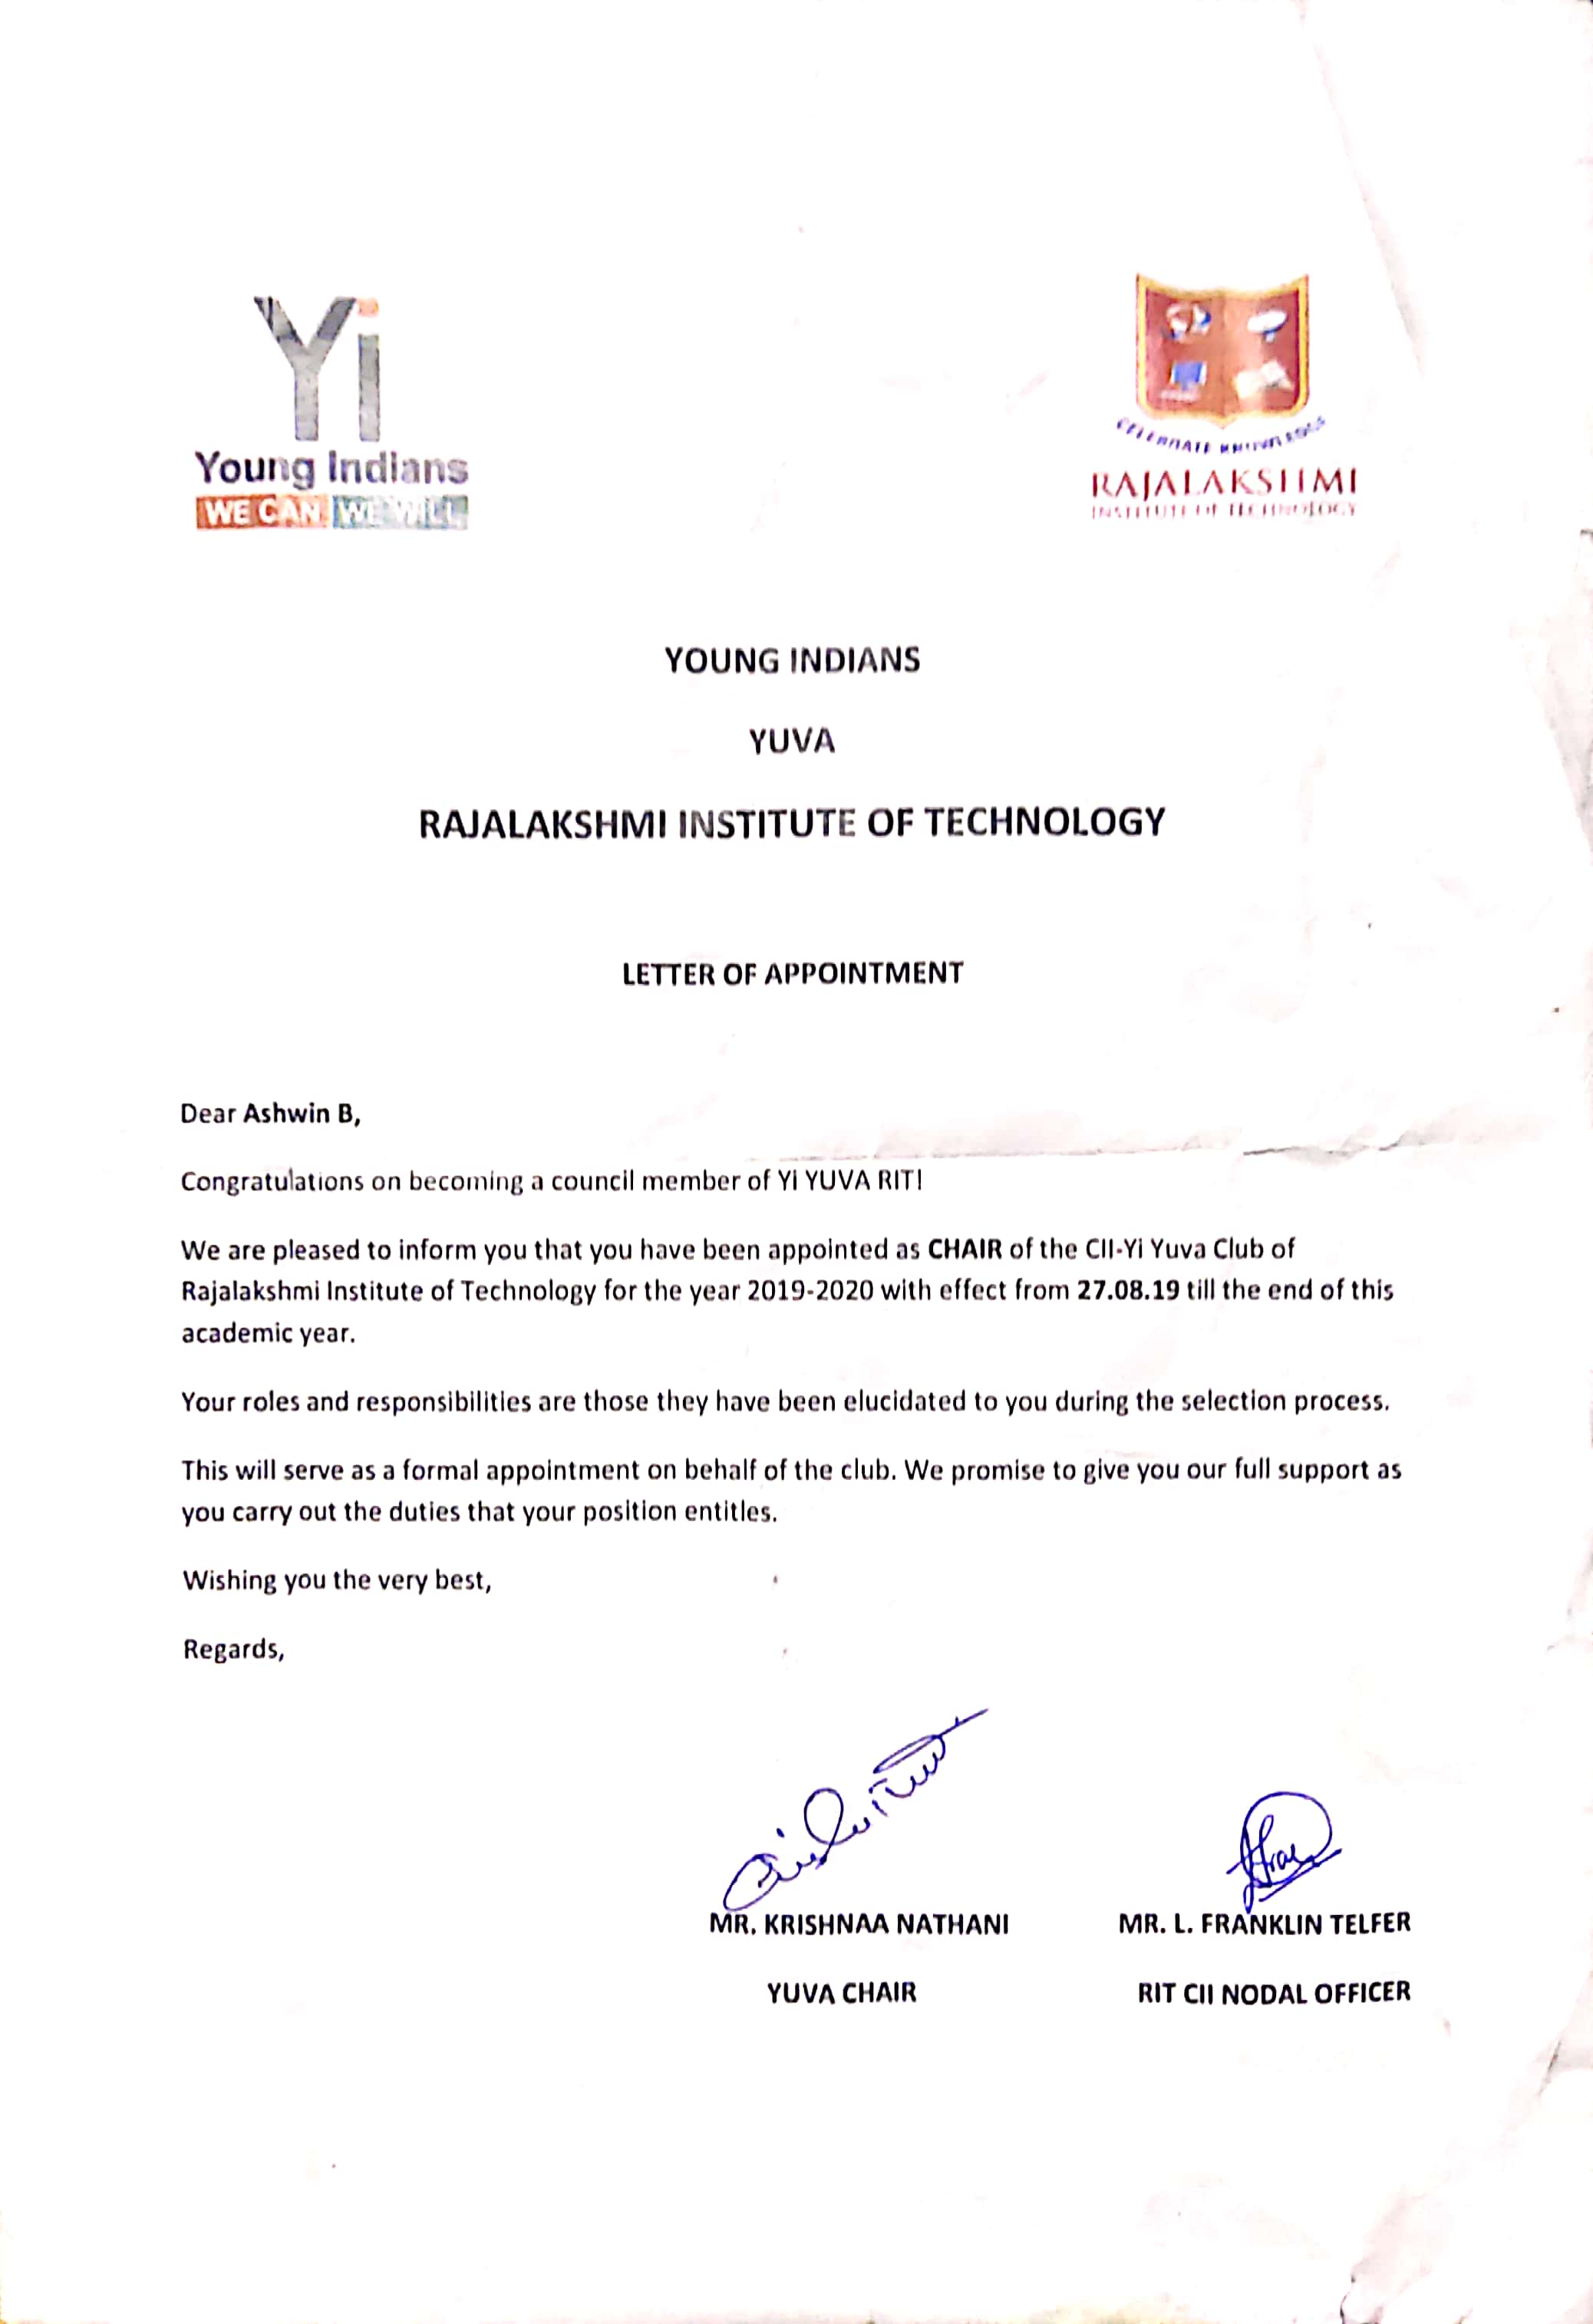 Yi
Young Indians
WE CAN WE WILL
CELEBRATE KNOWLEDGE
RAJALAKSHMI
INSTITUTE OF TECHNOLOGY
YOUNG INDIANS
YUVA
RAJALAKSHMI INSTITUTE OF TECHNOLOGY
LETTER OF APPOINTMENT
Dear Ashwin B,
Congratulations on becoming a council member of Yi YUVA RIT!
We are pleased to inform you that you have been appointed as CHAIR of the CII-Yi Yuva Club of
Rajalakshmi Institute of Technology for the year 2019-2020 with effect from 27.08.19 till the end of this
academic year.
Your roles and responsibilities are those they have been elucidated to you during the selection process.
This will serve as a formal appointment on behalf of the club. We promise to give you our full support as
you carry out the duties that your position entitles.
Wishing you the very best,
Regards,
MR. KRISHNAA NATHANI
MR. L. FRANKLIN TELFER
YUVA CHAIR
RIT CII NODAL OFFICER